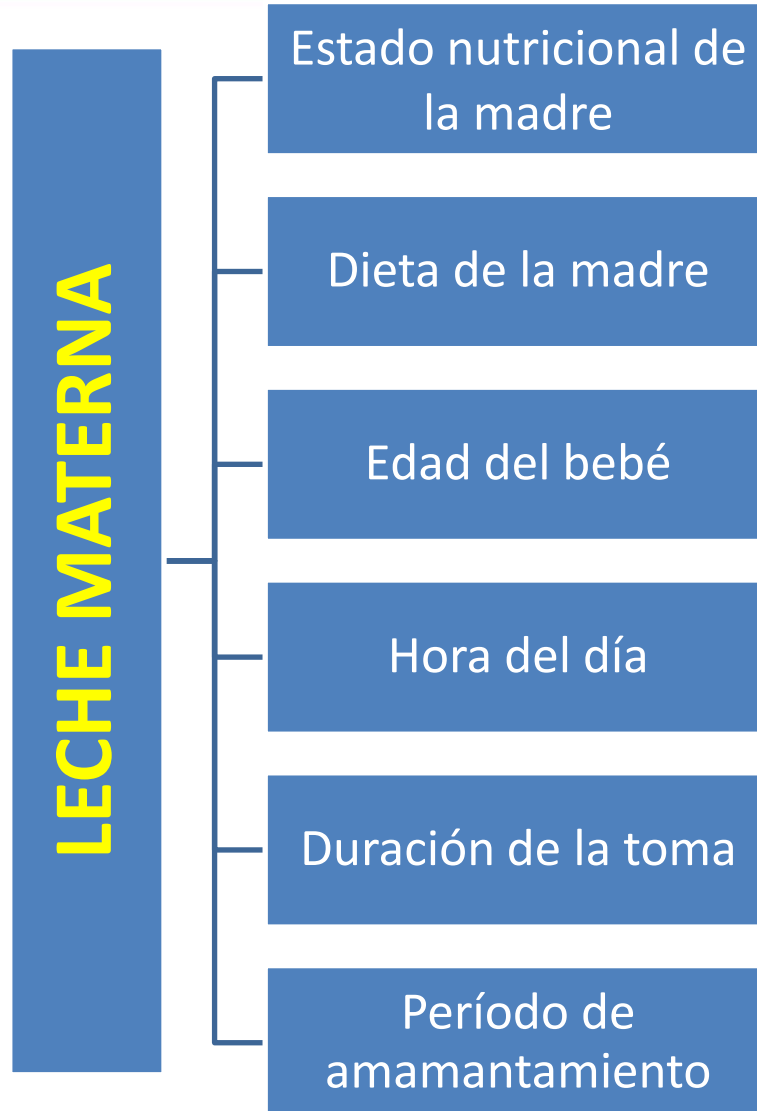 LECHE MATERNA
Estado nutricional de
la madre
Dieta de la madre
Edad del bebé
Hora del día
Duración de la toma
Período de
amamantamiento